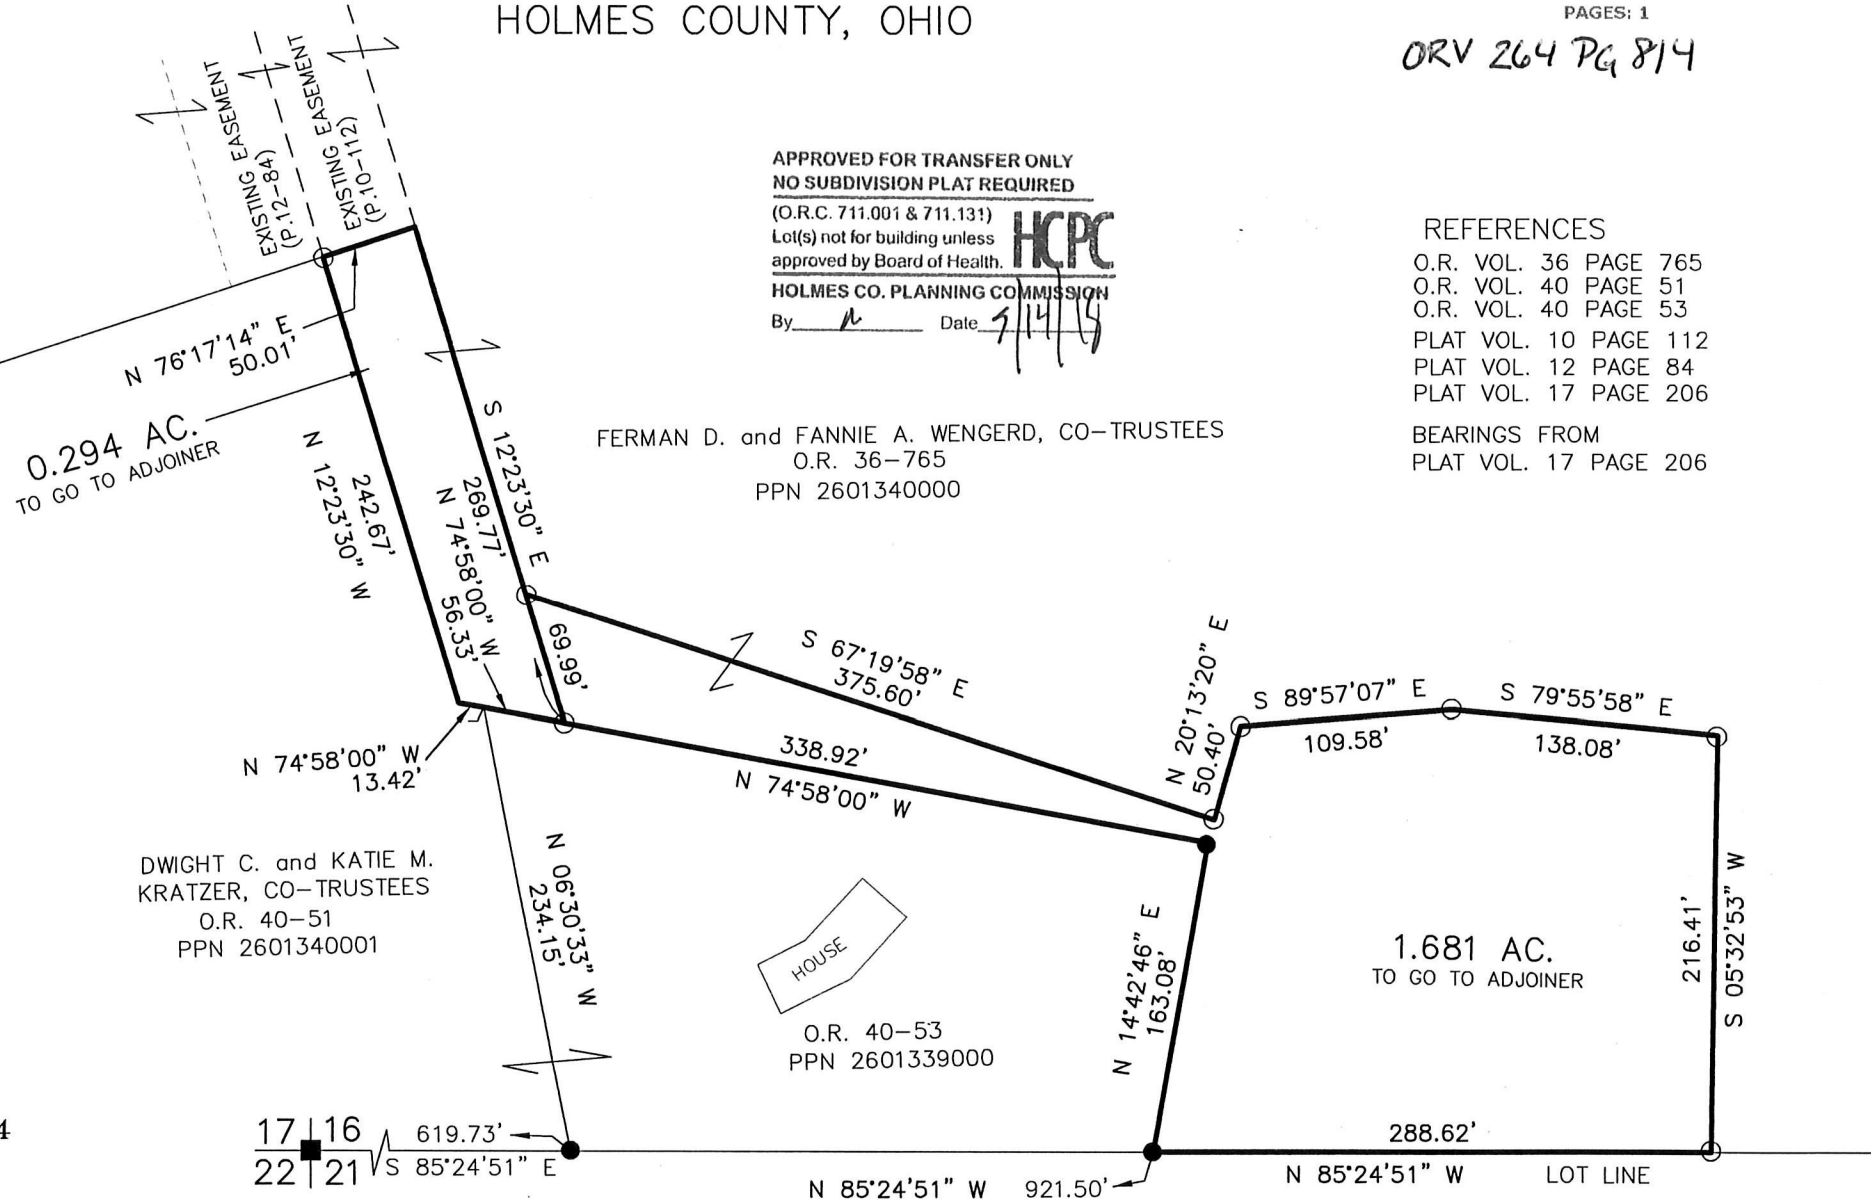 HOLMES COUNTY, OHIO
PAGES: 1
ORV 264 PG 814
EXISTING EASEMENT
(P.12-84)
EXISTING EASEMENT
(P.10-112)
APPROVED FOR TRANSFER ONLY
NO SUBDIVISION PLAT REQUIRED
(O.R.C. 711.001 & 711.131)
Lot(s) not for building unless
approved by Board of Health.
HCPC
HOLMES CO. PLANNING COMMISSION
By Date
REFERENCES
O.R. VOL. 36 PAGE 765
O.R. VOL. 40 PAGE 51
O.R. VOL. 40 PAGE 53
PLAT VOL. 10 PAGE 112
PLAT VOL. 12 PAGE 84
PLAT VOL. 17 PAGE 206
BEARINGS FROM
PLAT VOL. 17 PAGE 206
N 76°17'14" E
50.01'
0.294 AC.
TO GO TO ADJOINER
N 12°23'30" W
242.67'
S 12°23'30" E
269.77'
N 74°58'00" W
56.33'
69.99'
FERMAN D. and FANNIE A. WENGERD, CO-TRUSTEES
O.R. 36-765
PPN 2601340000
S 67°19'58" E
375.60'
N 20°13'20" E
50.40'
S 89°57'07" E
109.58'
S 79°55'58" E
138.08'
N 74°58'00" W
13.42'
338.92'
N 74°58'00" W
DWIGHT C. and KATIE M.
KRATZER, CO-TRUSTEES
O.R. 40-51
PPN 2601340001
N 06°30'33" W
234.15'
HOUSE
O.R. 40-53
PPN 2601339000
N 14°42'46" E
163.08'
1.681 AC.
TO GO TO ADJOINER
216.41'
S 05°32'53" W
4
17 16
22 21
619.73'
S 85°24'51" E
N 85°24'51" W 921.50'
288.62'
N 85°24'51" W LOT LINE